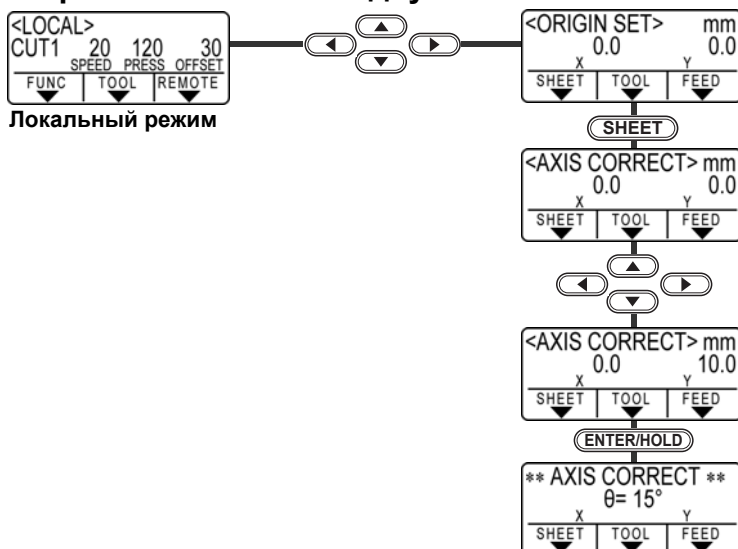 <LOCAL>
CUT1 20 120 30
SPEED PRESS OFFSET
FUNC TOOL REMOTE
Локальный режим
<ORIGIN SET> mm
0.0 0.0
X Y
SHEET TOOL FEED
SHEET
<AXIS CORRECT> mm
0.0 0.0
X Y
SHEET TOOL FEED
<AXIS CORRECT> mm
0.0 10.0
X Y
SHEET TOOL FEED
ENTER/HOLD
** AXIS CORRECT **
θ= 15°
X Y
SHEET TOOL FEED